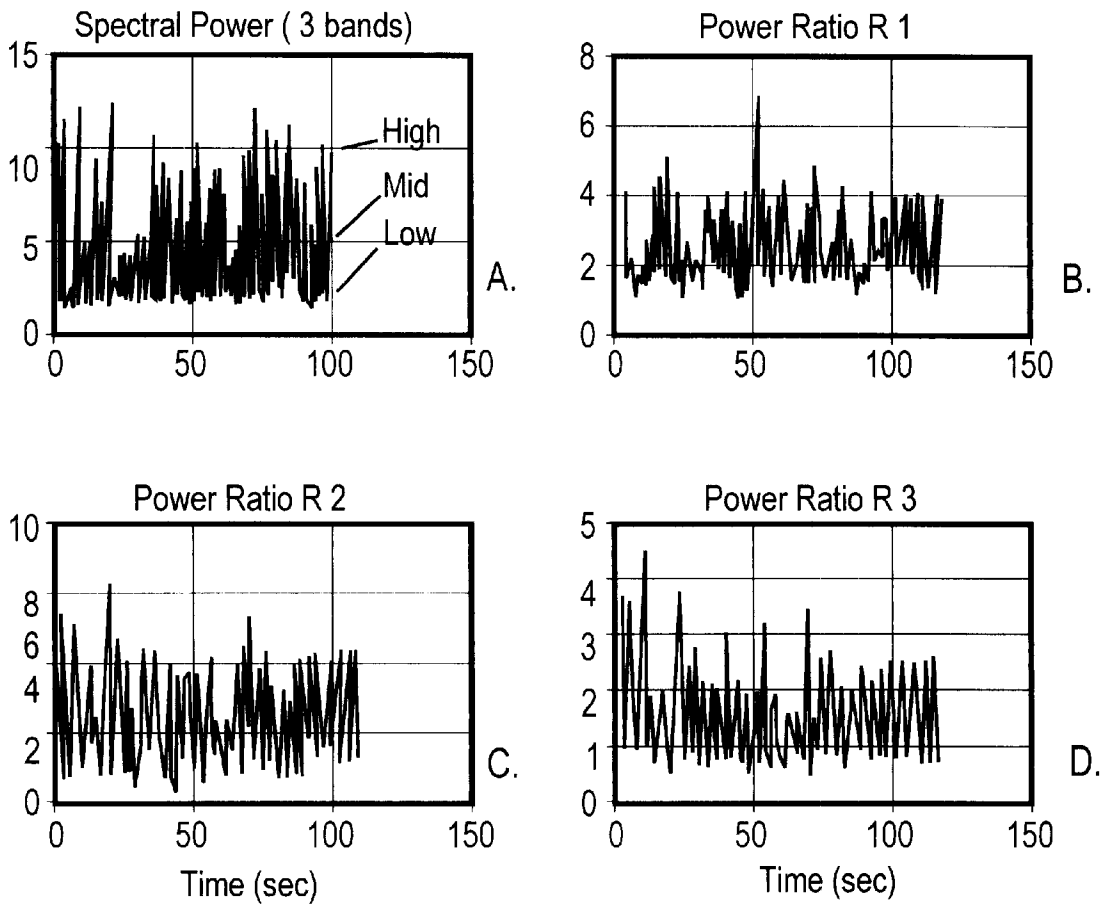 Spectral Power ( 3 bands)
15
10
5
0
High
Mid
Low
A.
0 50 100 150
Power Ratio R 1
8
6
4
2
0
B.
0 50 100 150
Power Ratio R 2
10
8
6
4
2
0
C.
0 50 100 150
Time (sec)
Power Ratio R 3
5
4
3
2
1
0
D.
0 50 100 150
Time (sec)